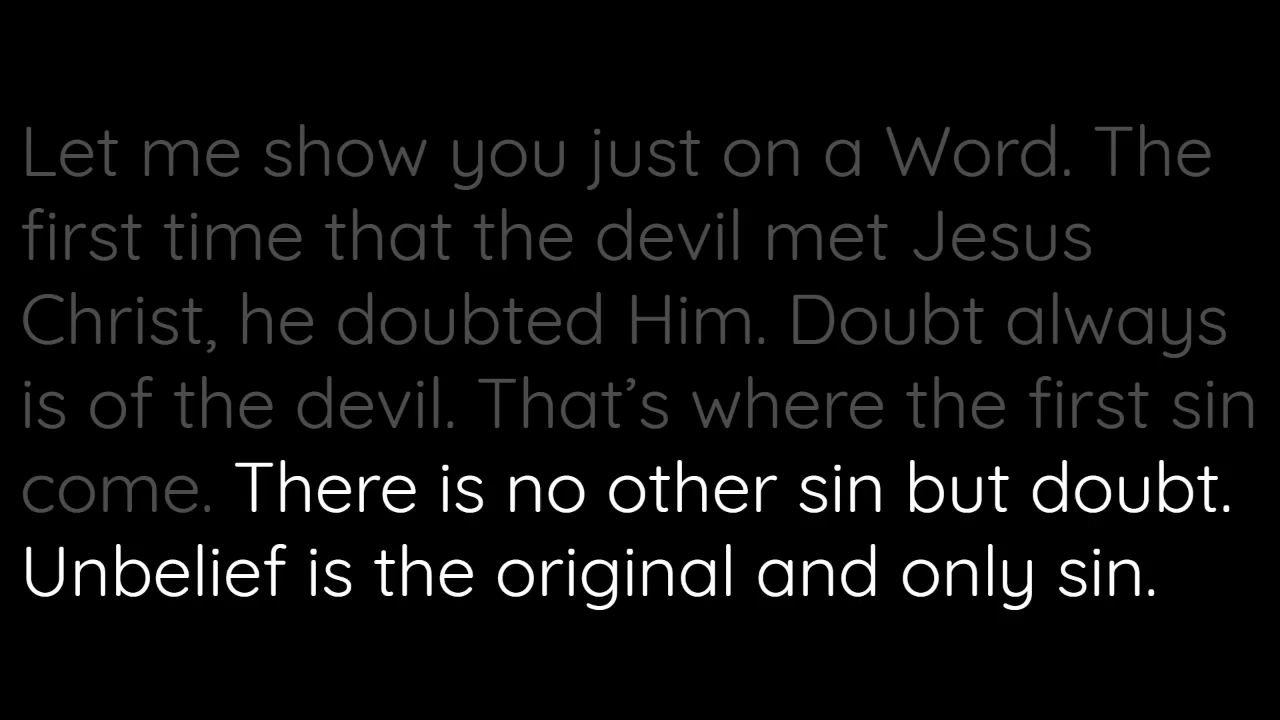 Let me show you just on a Word. The
first time that the devil met Jesus
Christ, he doubted Him. Doubt always
is of the devil. That’s where the first sin
come. There is no other sin but doubt.
Unbelief is the original and only sin.